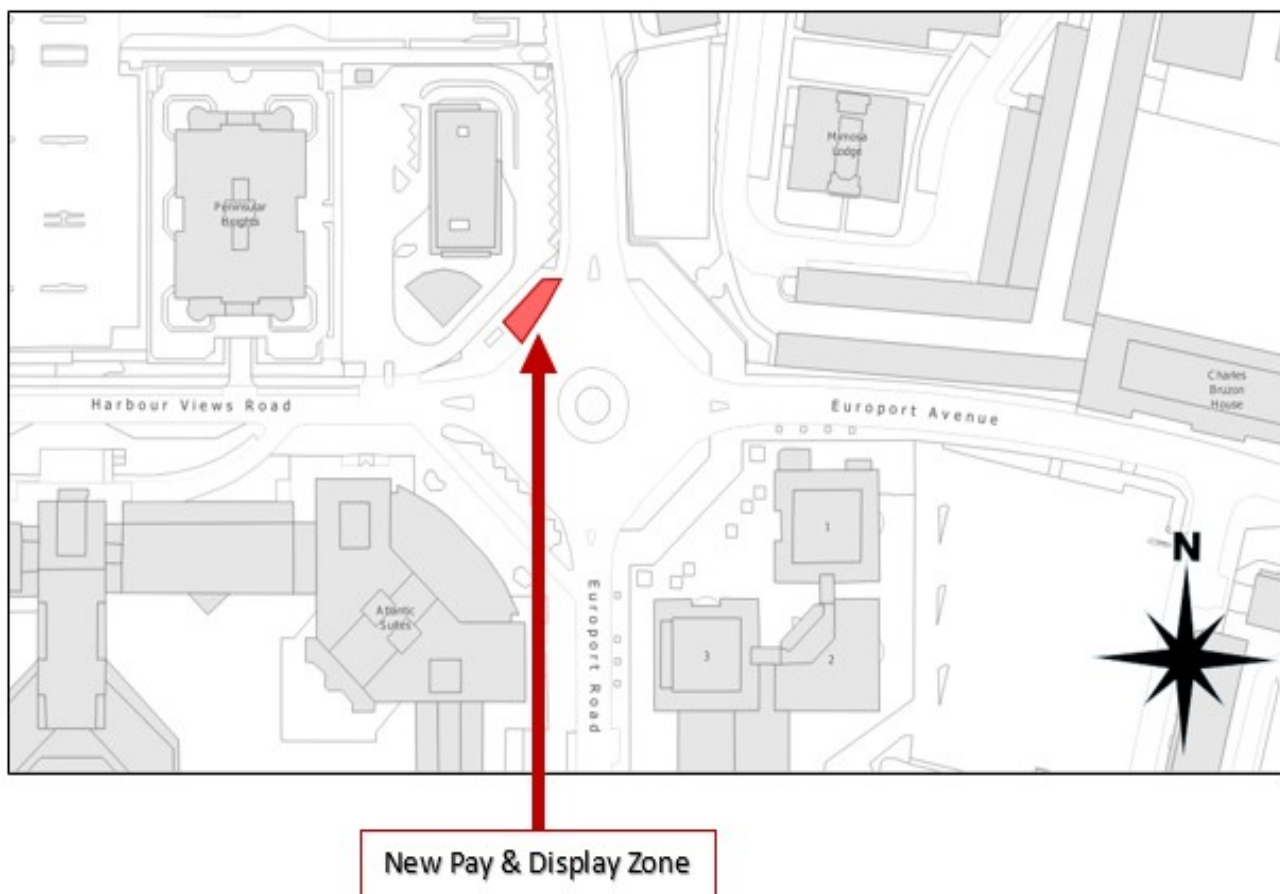 Mimosa
Lodge
Peninsular
Heights
Charles
Bruzon
House
Harbour Views Road
Europort Avenue
1
N
Atlantic
Suites
Europort Road
3
2
New Pay & Display Zone